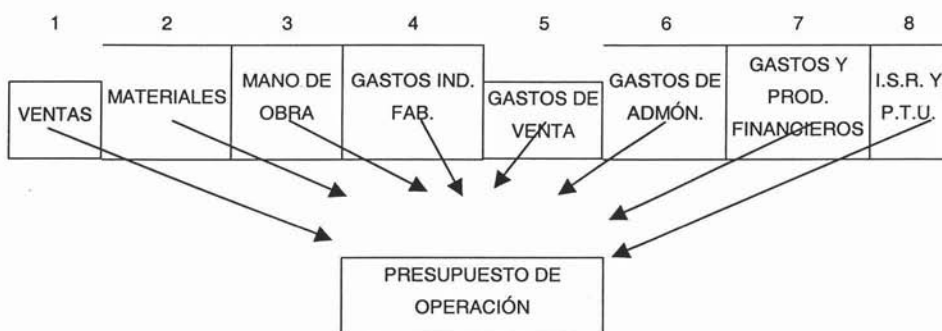 1 2 3 4 5 6 7 8
VENTAS
MATERIALES
MANO DE
OBRA
GASTOS IND.
FAB.
GASTOS DE
VENTA
GASTOS DE
ADMÓN.
GASTOS Y
PROD.
FINANCIEROS
I.S.R. Y
P.T.U.
PRESUPUESTO DE
OPERACIÓN